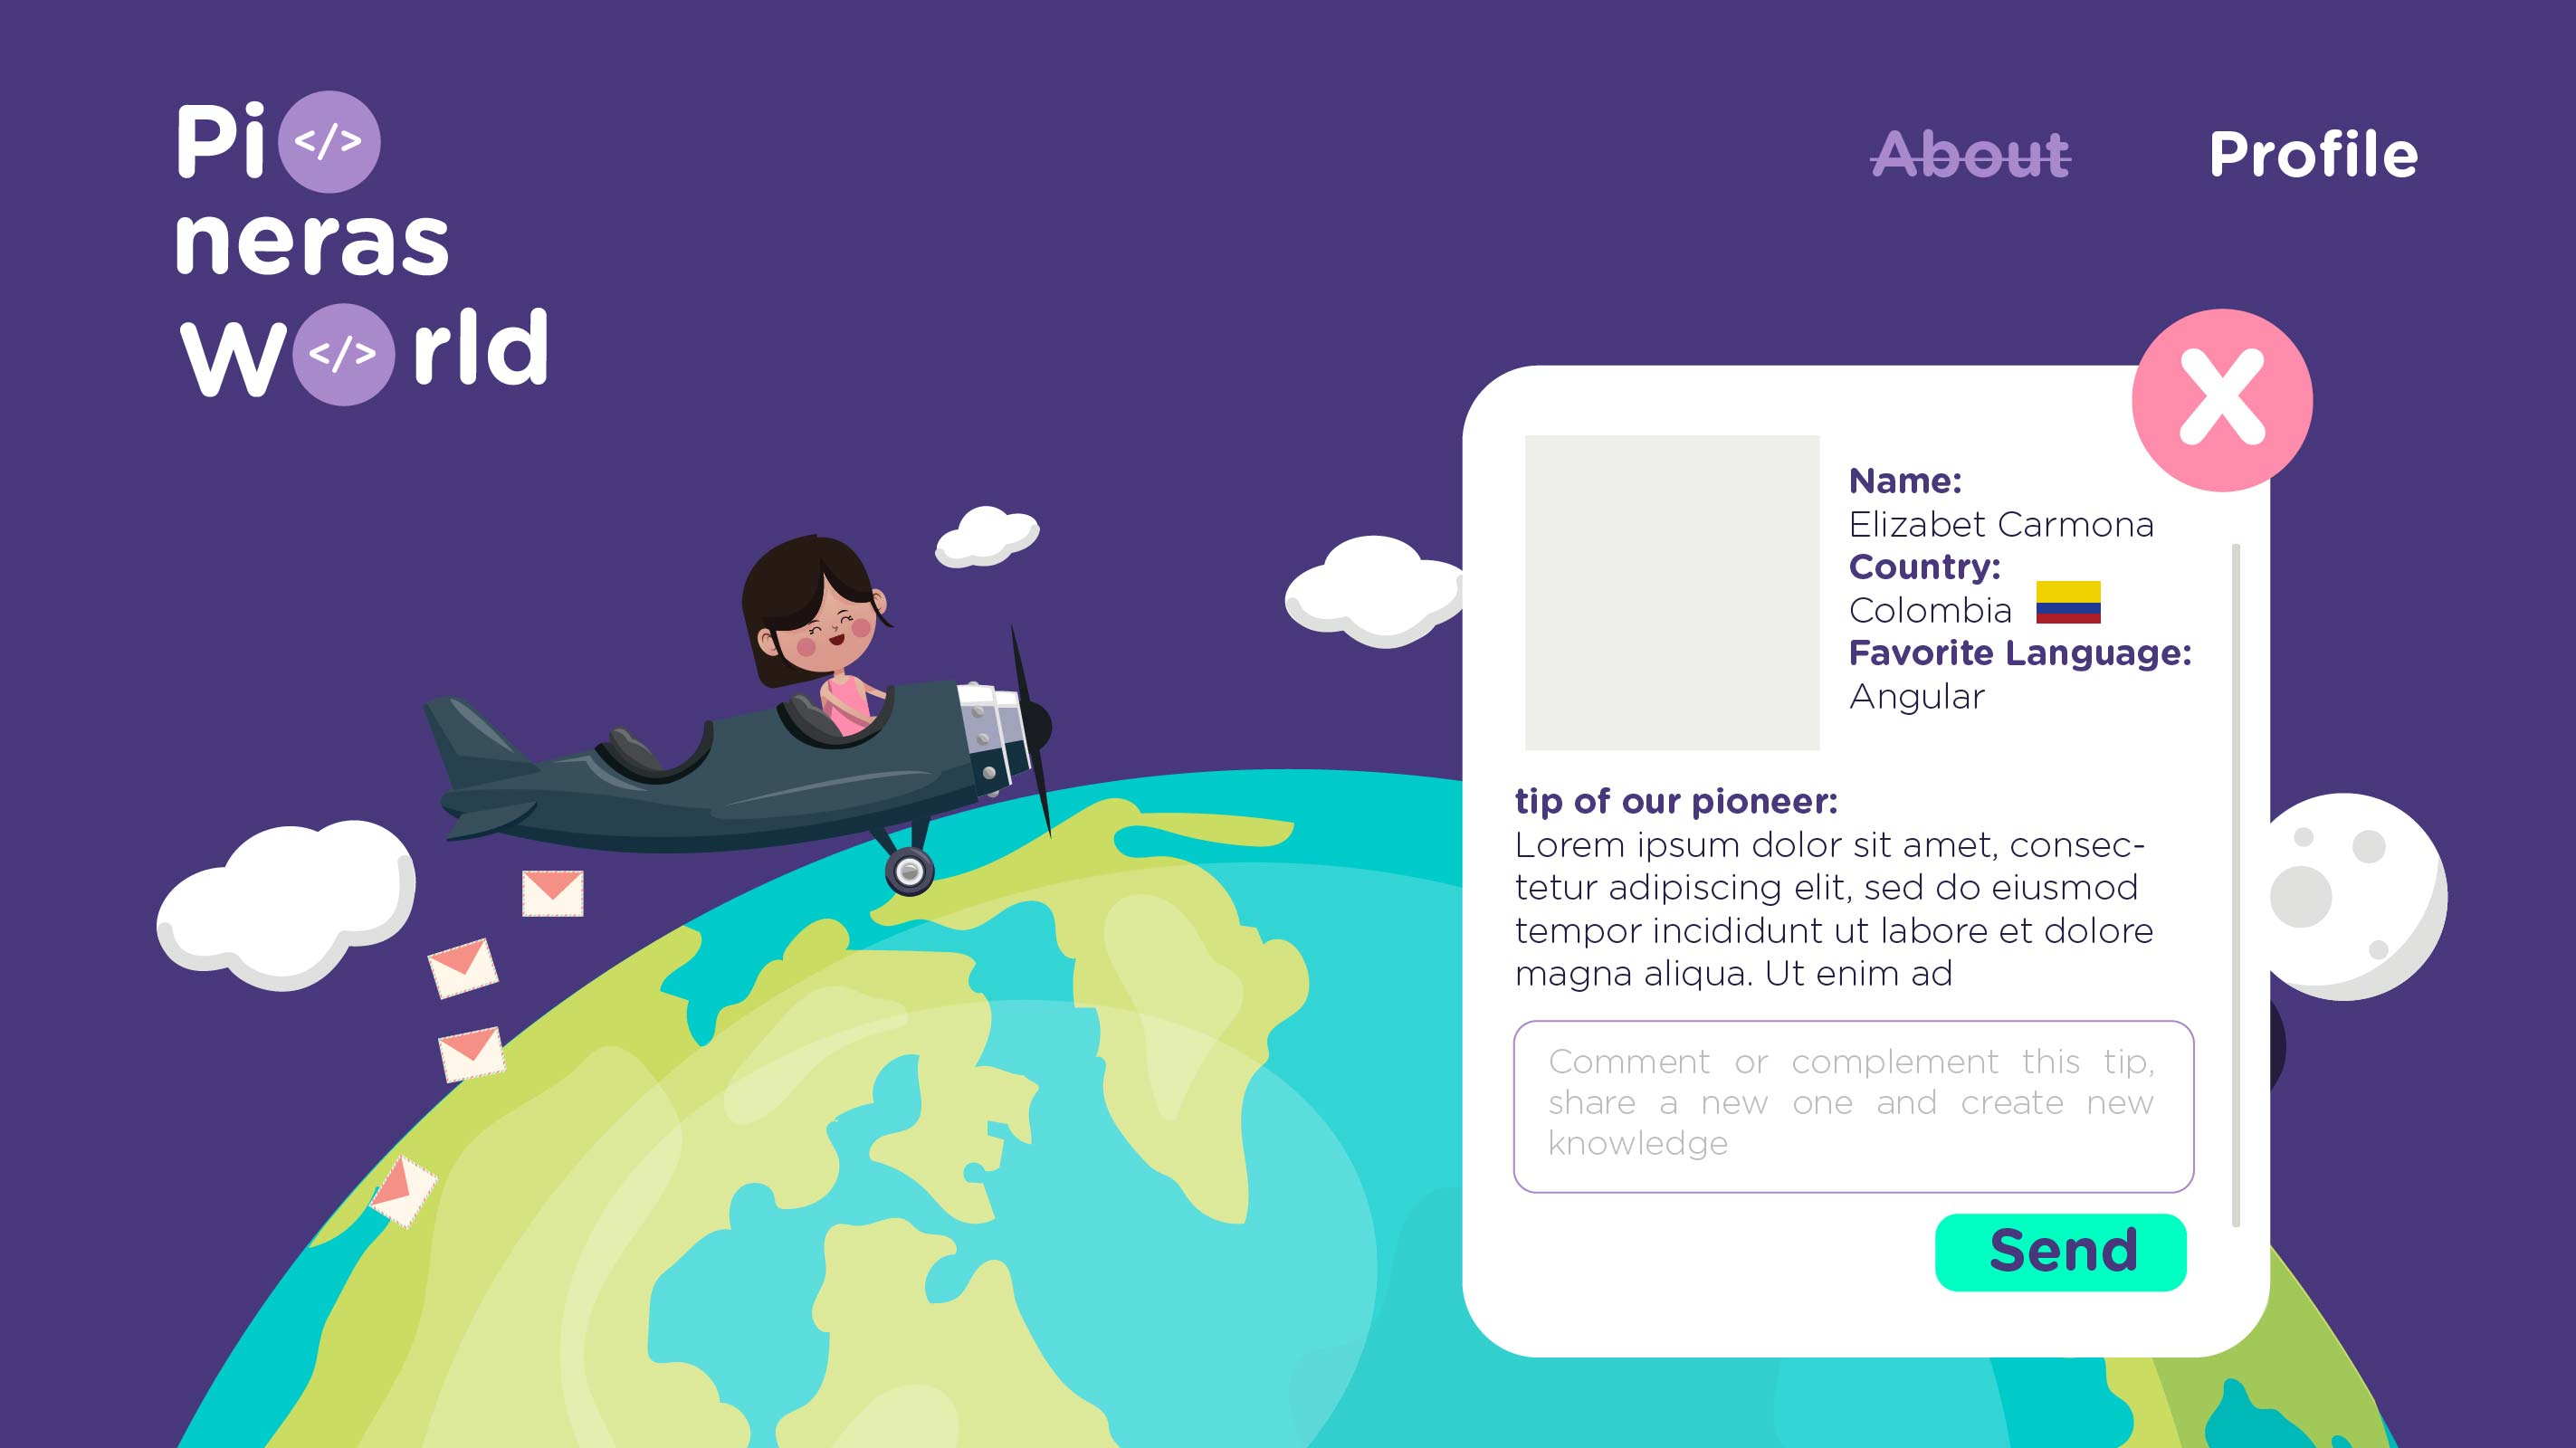 Pi</>
neras
W</>rld
About
Profile
X
Name:
Elizabet Carmona
Country:
Colombia
Favorite Language:
Angular
tip of our pioneer:
Lorem ipsum dolor sit amet, consec-
tetur adipiscing elit, sed do eiusmod
tempor incididunt ut labore et dolore
magna aliqua. Ut enim ad
Comment or complement this tip,
share a new one and create new
knowledge
Send